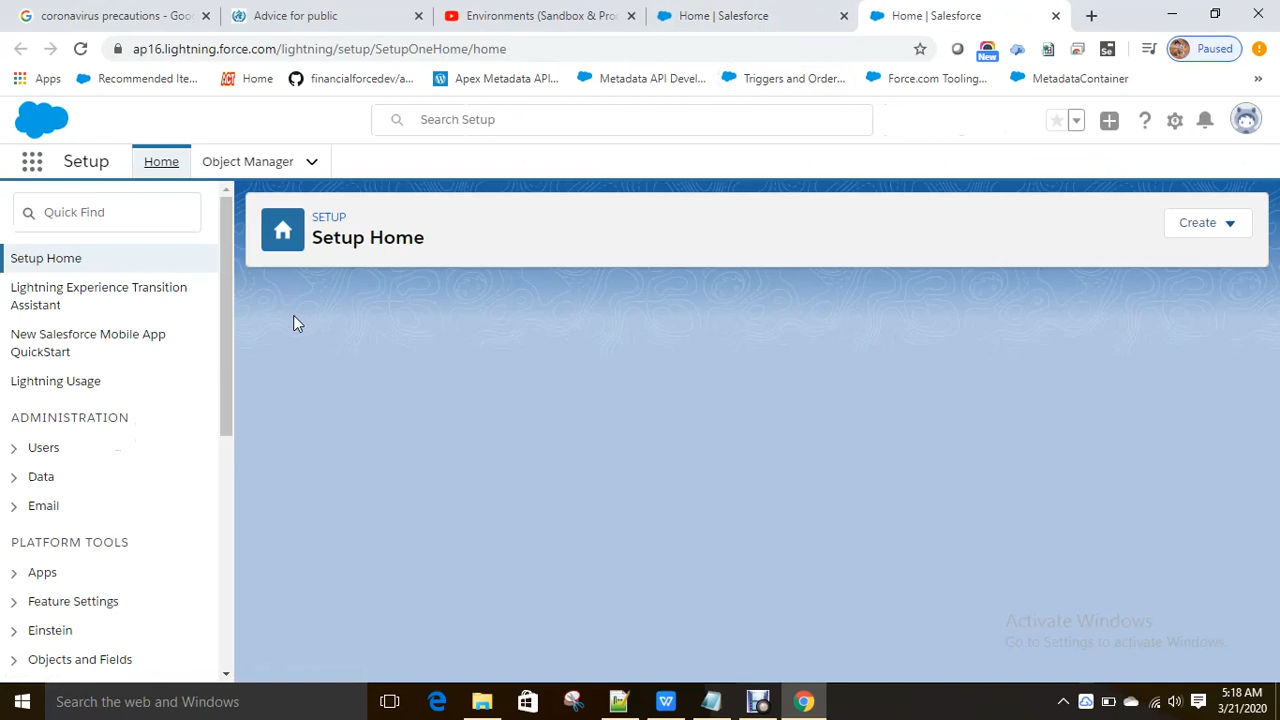 coronavirus precautions - Go
Advice for public
Environments (Sandbox & Pro
Home | Salesforce
Home | Salesforce
ap16.lightning.force.com/lightning/setup/SetupOneHome/home
Se
New
Paused
Apps
Recommended Ite...
ACT
Home
financialforcedev/a...
Apex Metadata API...
Metadata API Devel...
Triggers and Order...
Force.com Tooling...
MetadataContainer
»
Search Setup
Setup
Home
Object Manager
Quick Find
SETUP
Setup Home
Create
Setup Home
Lightning Experience Transition
Assistant
New Salesforce Mobile App
QuickStart
Lightning Usage
ADMINISTRATION
Users
Data
Email
PLATFORM TOOLS
Apps
Feature Settings
Einstein
Objects and Fields
Activate Windows
Go to Settings to activate Windows.
Search the web and Windows
5:18 AM
3/21/2020